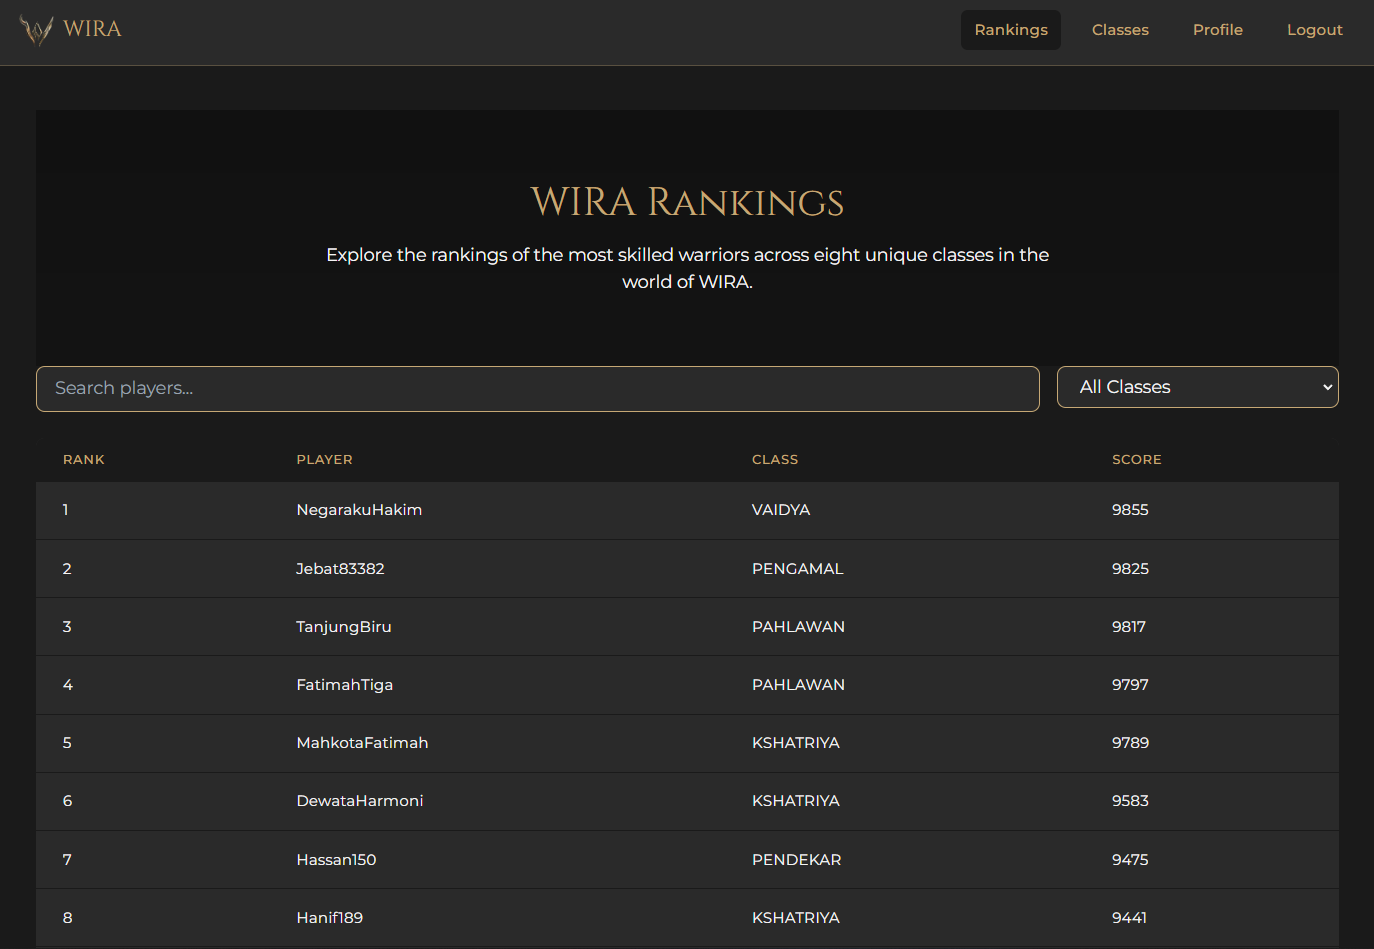 WIRA
Rankings Classes Profile Logout
WIRA Rankings
Explore the rankings of the most skilled warriors across eight unique classes in the
world of WIRA.
Search players... All Classes
RANK PLAYER CLASS SCORE
1 NegarakuHakim VAIDYA 9855
2 Jebat83382 PENGAMAL 9825
3 TanjungBiru PAHLAWAN 9817
4 FatimahTiga PAHLAWAN 9797
5 MahkotaFatimah KSHATRIYA 9789
6 DewataHarmoni KSHATRIYA 9583
7 Hassan150 PENDEKAR 9475
8 Hanif189 KSHATRIYA 9441